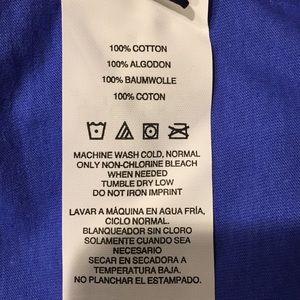 100% COTTON
100% ALGODON
100% BAUMWOLLE
100% COTON
MACHINE WASH COLD, NORMAL
ONLY NON-CHLORINE BLEACH
WHEN NEEDED
TUMBLE DRY LOW
DO NOT IRON IMPRINT
LAVAR A MÁQUINA EN AGUA FRÍA,
CICLO NORMAL.
BLANQUEADOR SIN CLORO
SOLAMENTE CUANDO SEA
NECESARIO
SECAR EN SECADORA A
TEMPERATURA BAJA.
NO PLANCHAR EL ESTAMPADO.